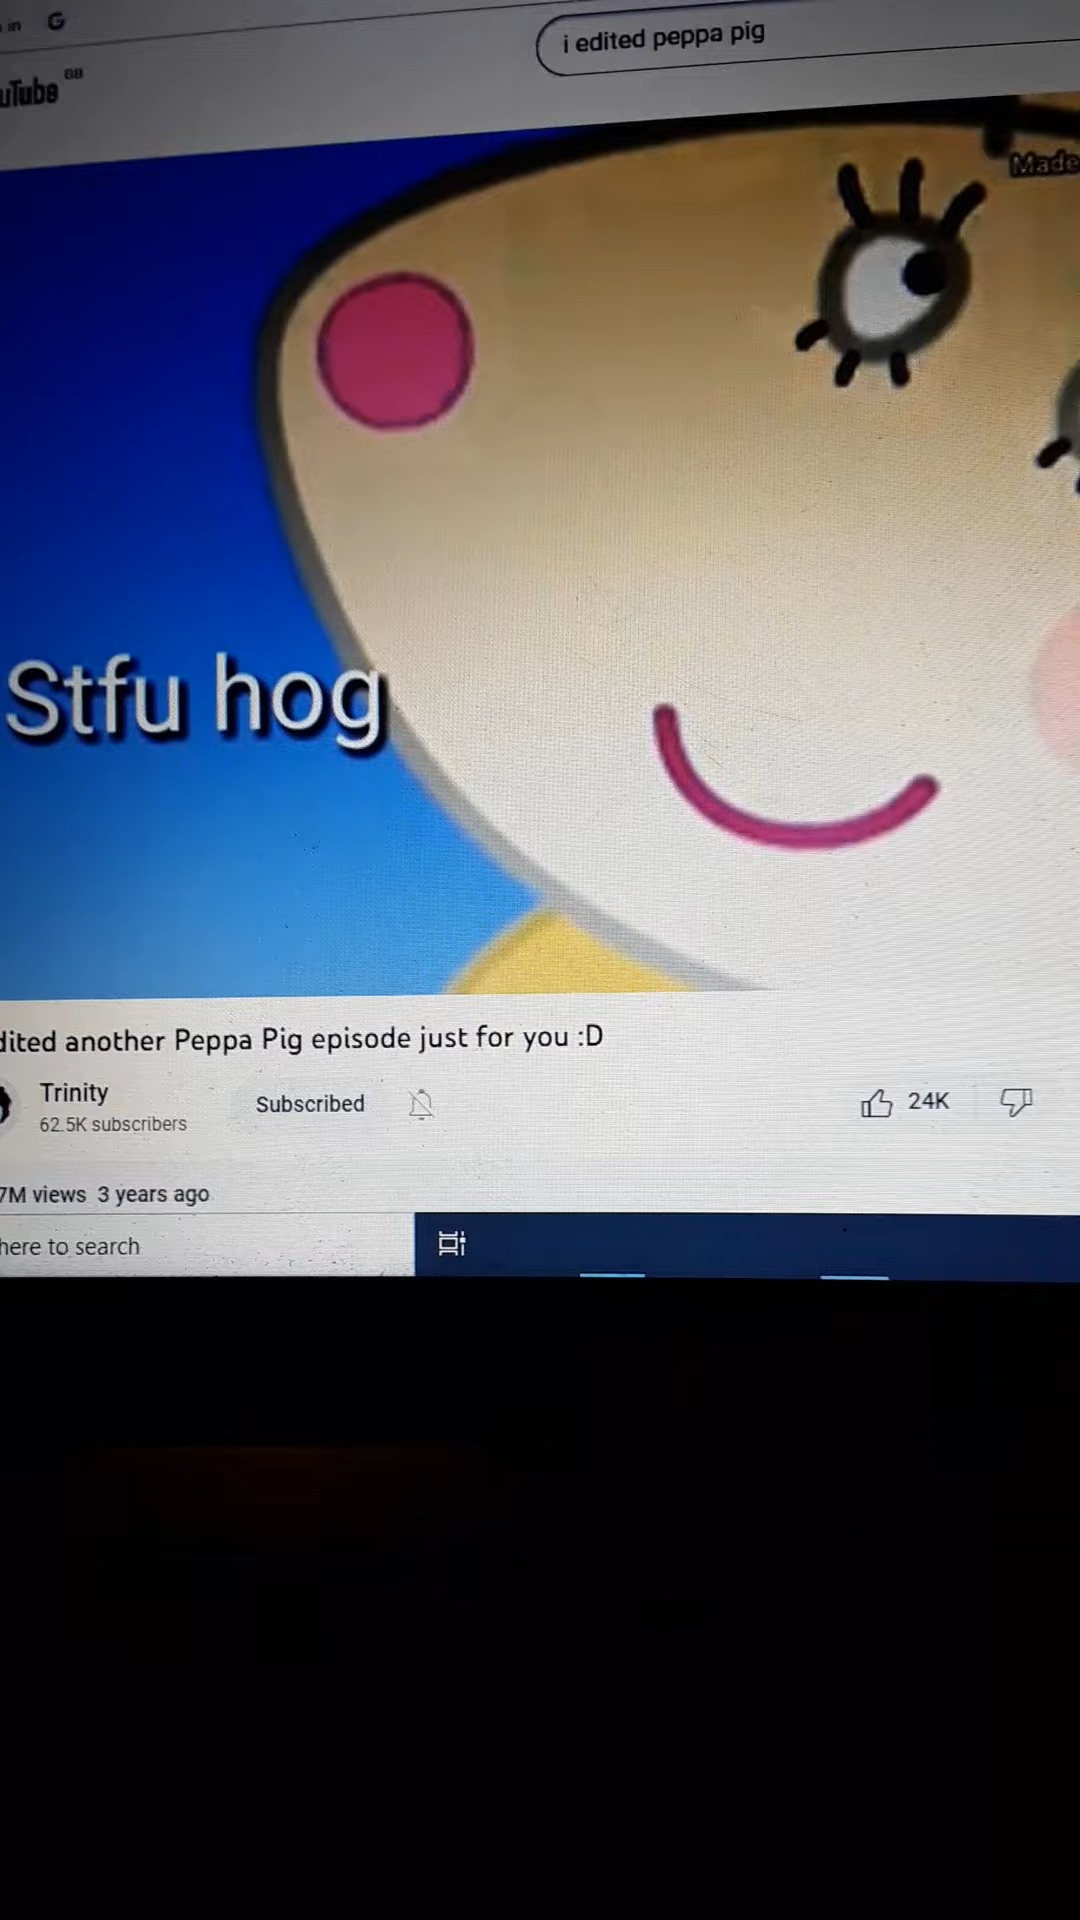 in G
uTube GB
i edited peppa pig
Made
Stfu hog
dited another Peppa Pig episode just for you :D
Trinity
62.5K subscribers
Subscribed
24K
7M views 3 years ago
here to search